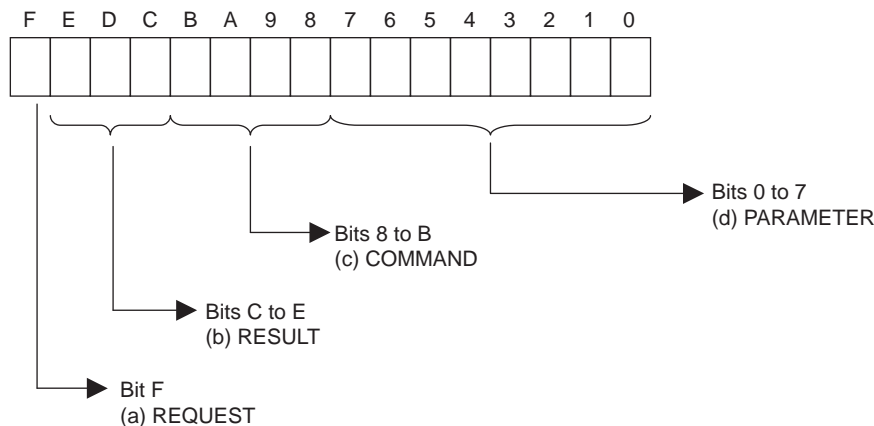 F E D C B A 9 8 7 6 5 4 3 2 1 0
Bits 0 to 7
(d) PARAMETER
Bits 8 to B
(c) COMMAND
Bits C to E
(b) RESULT
Bit F
(a) REQUEST